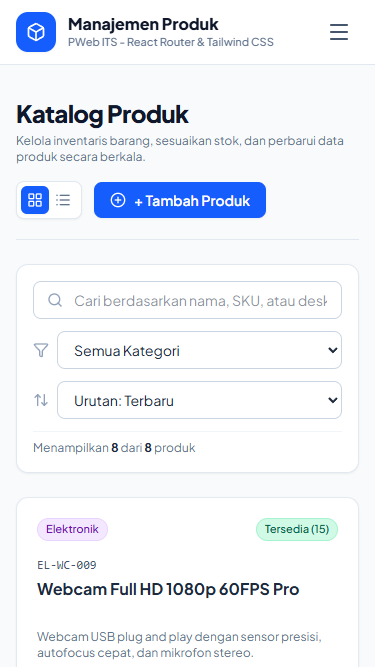 Manajemen Produk
PWeb ITS - React Router & Tailwind CSS
Katalog Produk
Kelola inventaris barang, sesuaikan stok, dan perbarui data
produk secara berkala.
+ Tambah Produk
Cari berdasarkan nama, SKU, atau desk
Semua Kategori
Urutan: Terbaru
Menampilkan 8 dari 8 produk
Elektronik
Tersedia (15)
EL-WC-009
Webcam Full HD 1080p 60FPS Pro
Webcam USB plug and play dengan sensor presisi,
autofocus cepat, dan mikrofon stereo.